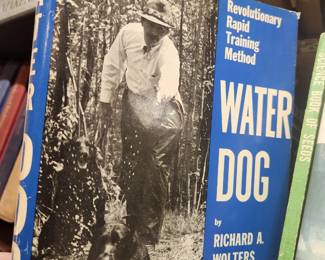 Revolutionary
Rapid
Training
Method
WATER
DOG
by
RICHARD A.
WOLTERS